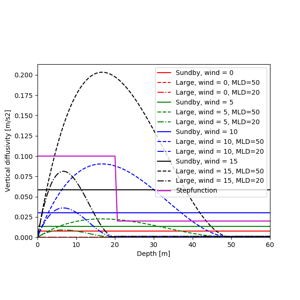 0.200
0.175
0.150
0.125
0.100
0.075
0.050
0.025
0.000
Vertical diffusivity [m/s2]
0
10
20
30
40
50
60
Depth [m]
Sundby, wind = 0
Large, wind = 0, MLD=50
Large, wind = 0, MLD=20
Sundby, wind = 5
Large, wind = 5, MLD=50
Large, wind = 5, MLD=20
Sundby, wind = 10
Large, wind = 10, MLD=50
Large, wind = 10, MLD=20
Sundby, wind = 15
Large, wind = 15, MLD=50
Large, wind = 15, MLD=20
Stepfunction